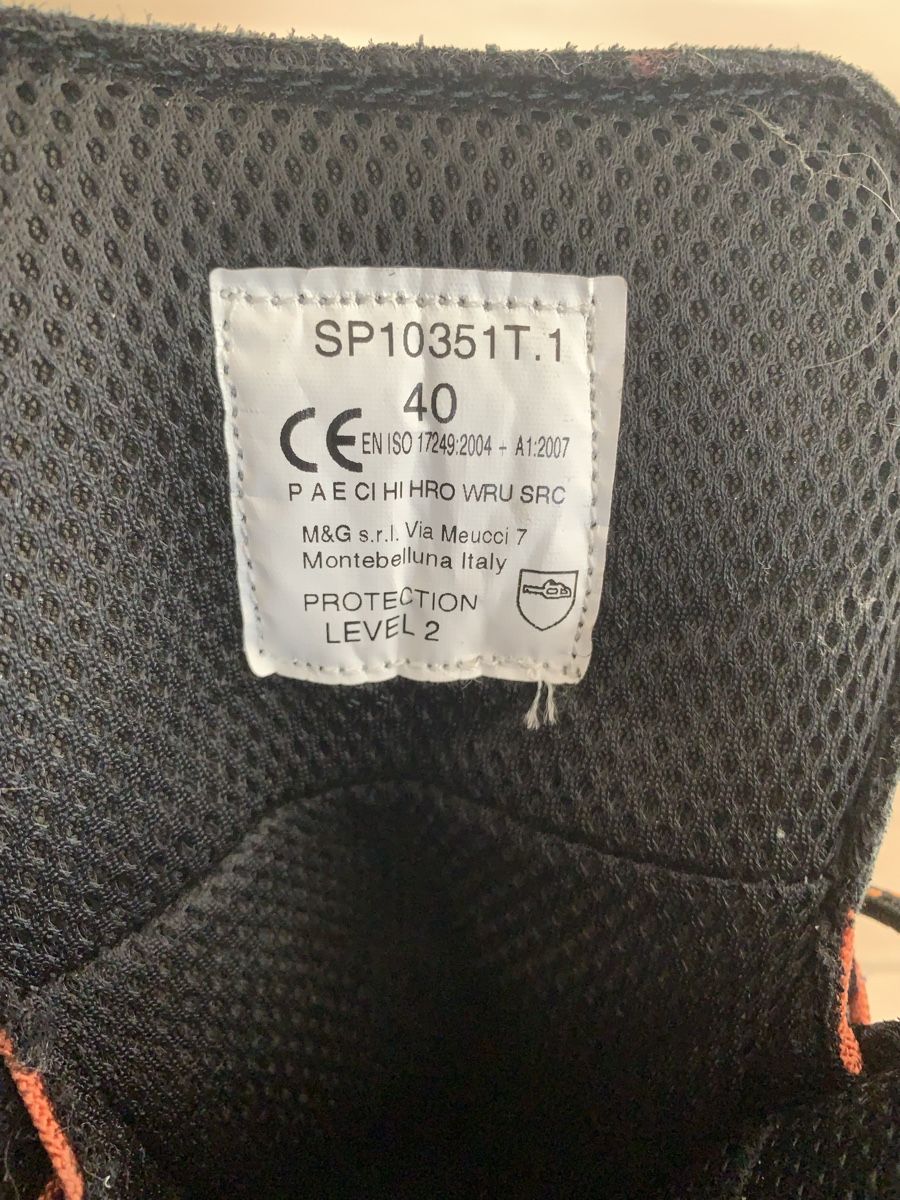 SP10351T.1
40
CE EN ISO 17249:2004 + A1:2007
P A E CI HI HRO WRU SRC
M&G s.r.l. Via Meucci 7
Montebelluna Italy
PROTECTION
LEVEL 2